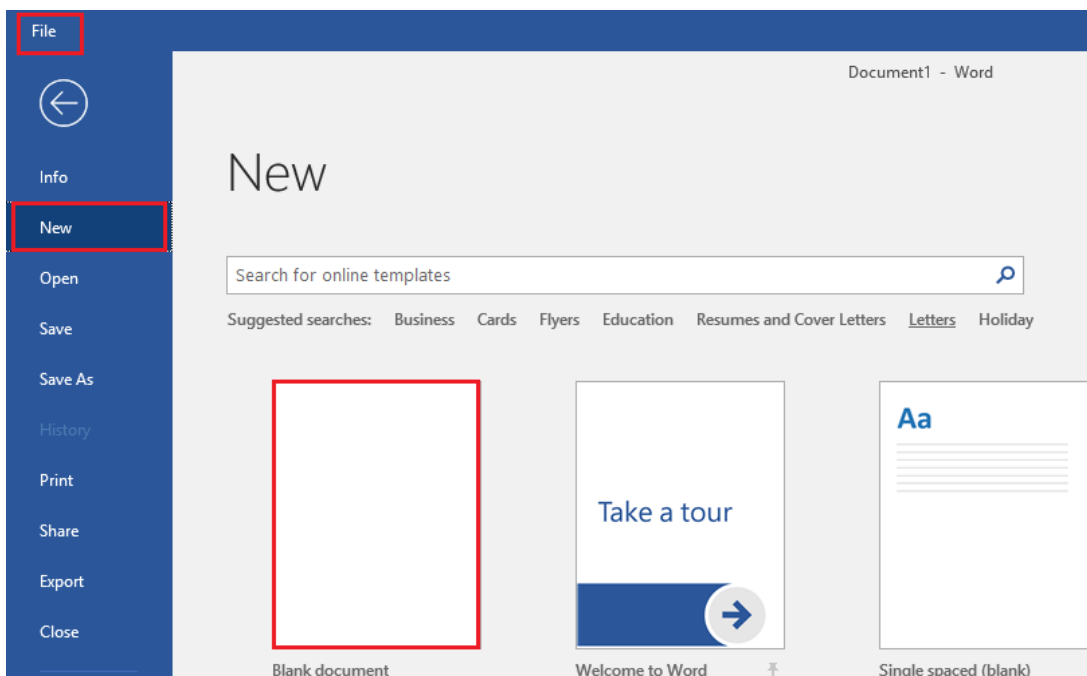 File
Document1 - Word
Info
New
Open
Save
Save As
History
Print
Share
Export
Close
New
Search for online templates
Suggested searches: Business Cards Flyers Education Resumes and Cover Letters Letters Holiday
Take a tour
Aa
Blank document
Welcome to Word
Single spaced (blank)